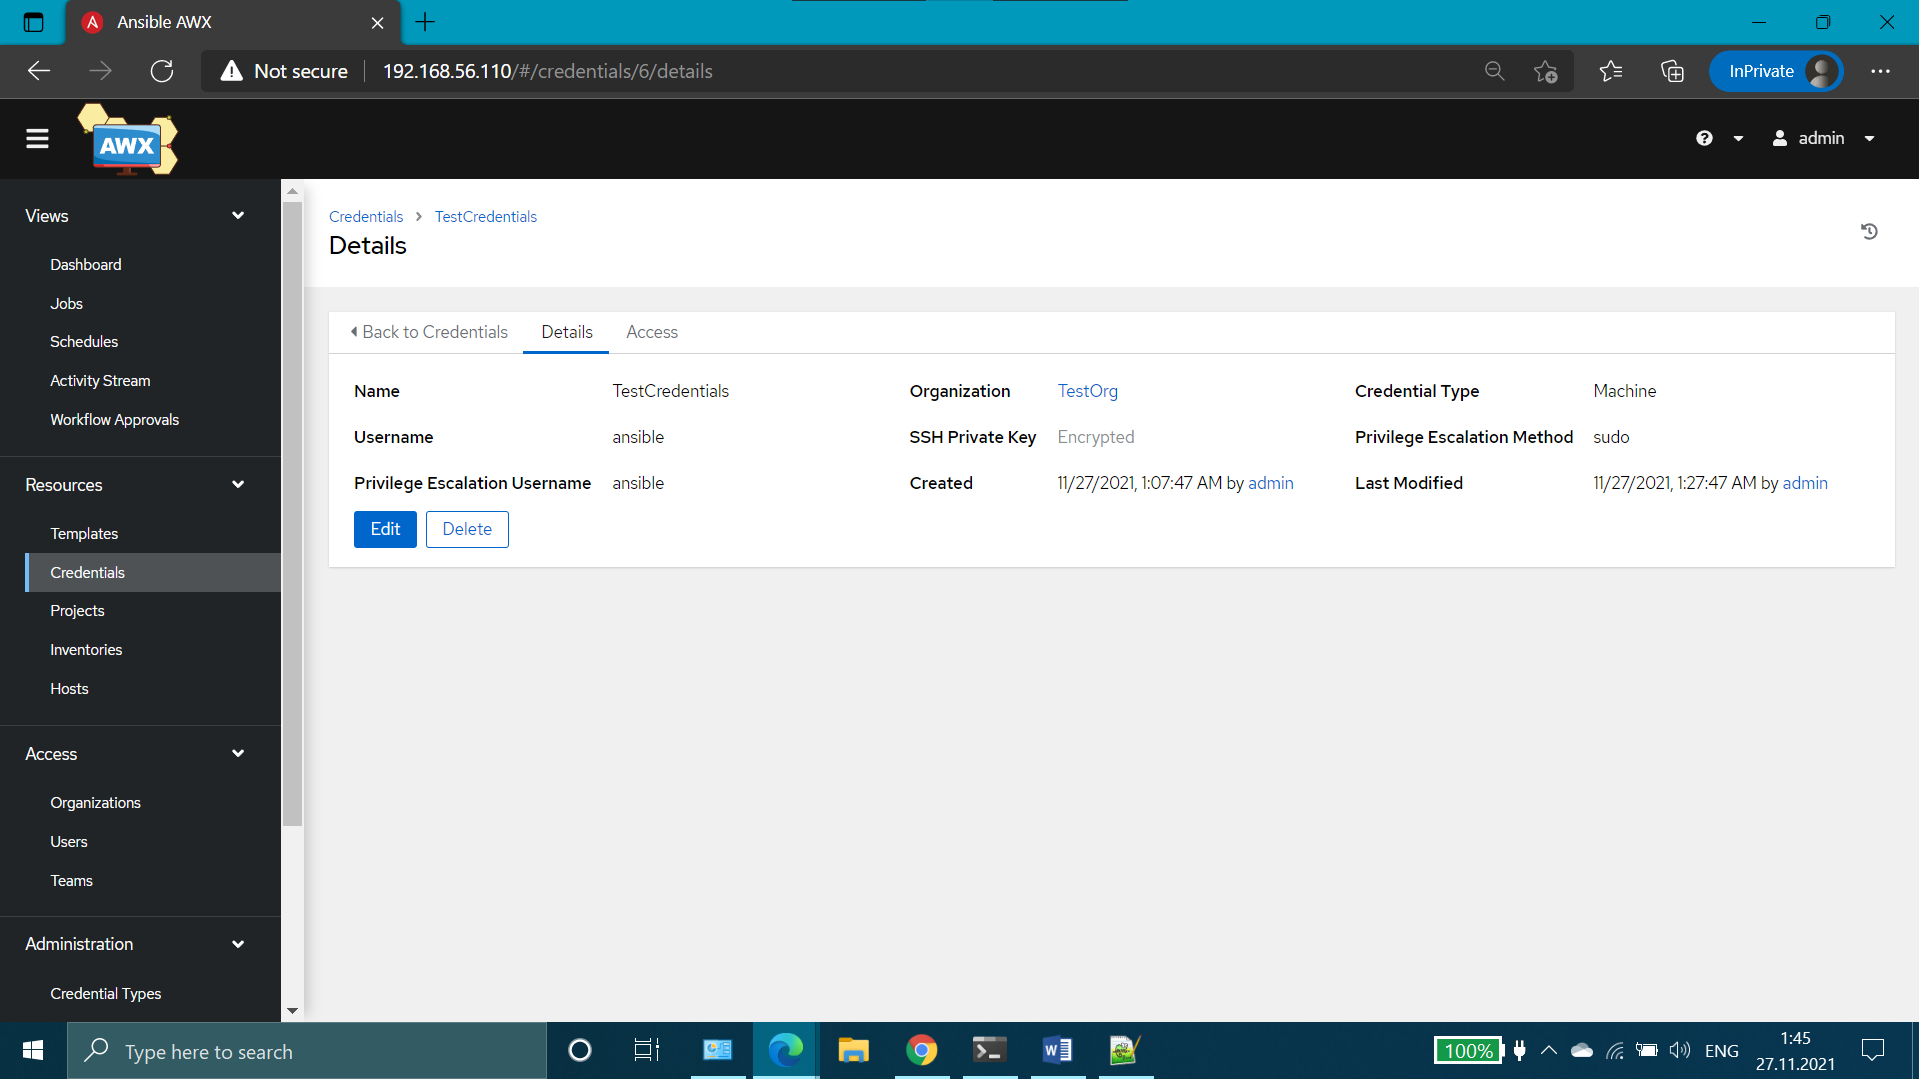 Ansible AWX
Not secure 192.168.56.110/#/credentials/6/details InPrivate
AWX admin
Views
Dashboard
Jobs
Schedules
Activity Stream
Workflow Approvals
Resources
Templates
Credentials
Projects
Inventories
Hosts
Access
Organizations
Users
Teams
Administration
Credential Types
Credentials TestCredentials
Details
Back to Credentials Details Access
Name TestCredentials Organization TestOrg Credential Type Machine
Username ansible SSH Private Key Encrypted Privilege Escalation Method sudo
Privilege Escalation Username ansible Created 11/27/2021, 1:07:47 AM by admin Last Modified 11/27/2021, 1:27:47 AM by admin
Edit Delete
Type here to search
100% ENG
1:45
27.11.2021